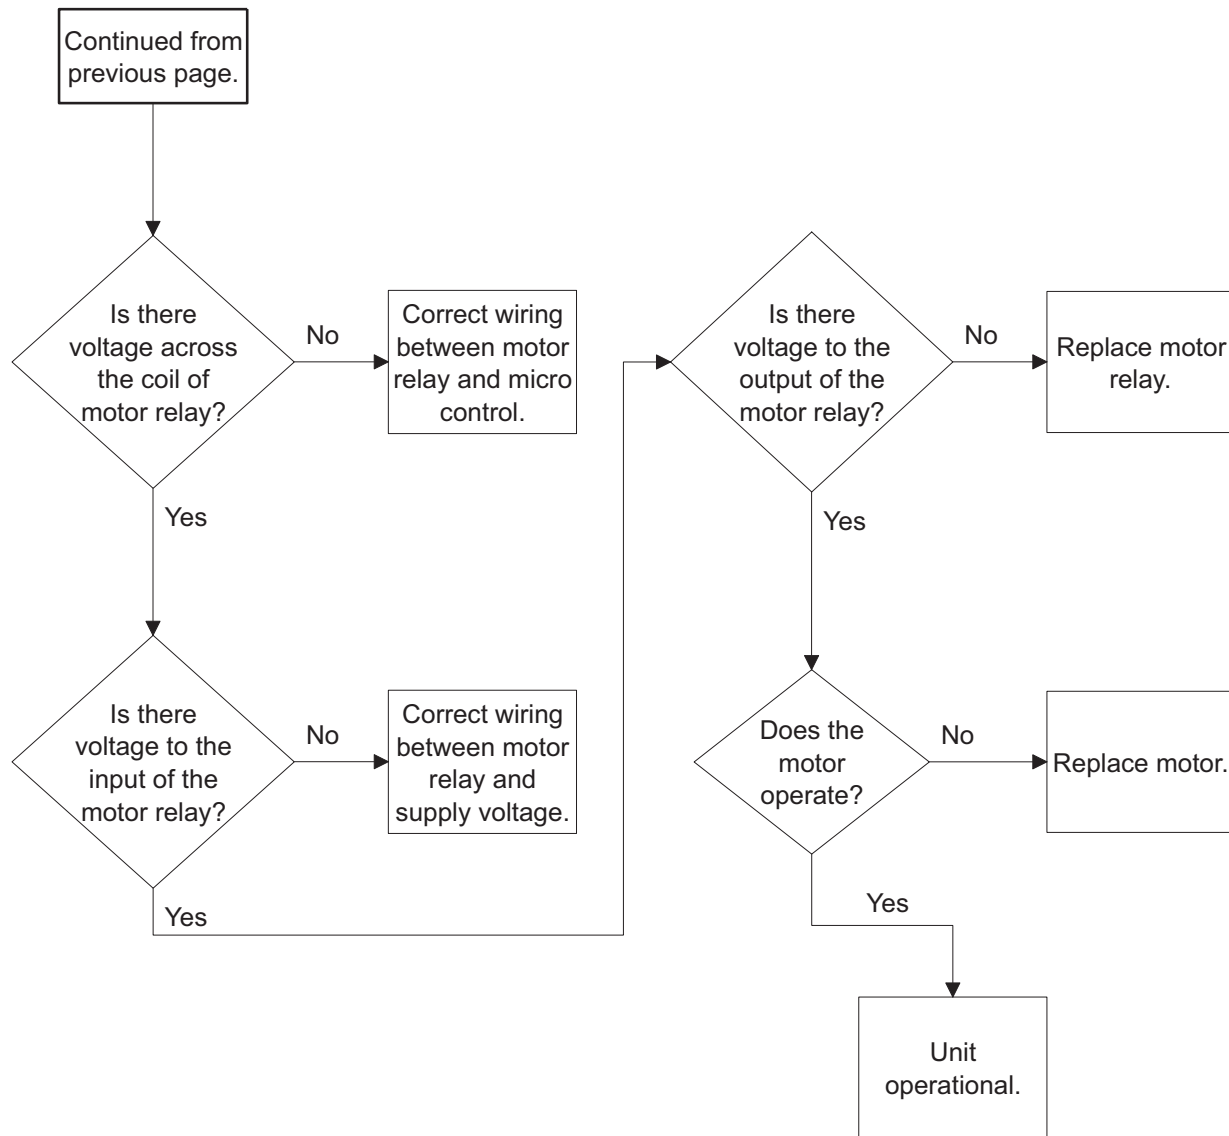 Continued from
previous page.
Is there
voltage across
the coil of
motor relay?
No
Correct wiring
between motor
relay and micro
control.
Yes
Is there
voltage to the
input of the
motor relay?
No
Correct wiring
between motor
relay and
supply voltage.
Yes
Is there
voltage to the
output of the
motor relay?
No
Replace motor
relay.
Yes
Does the
motor
operate?
No
Replace motor.
Yes
Unit
operational.